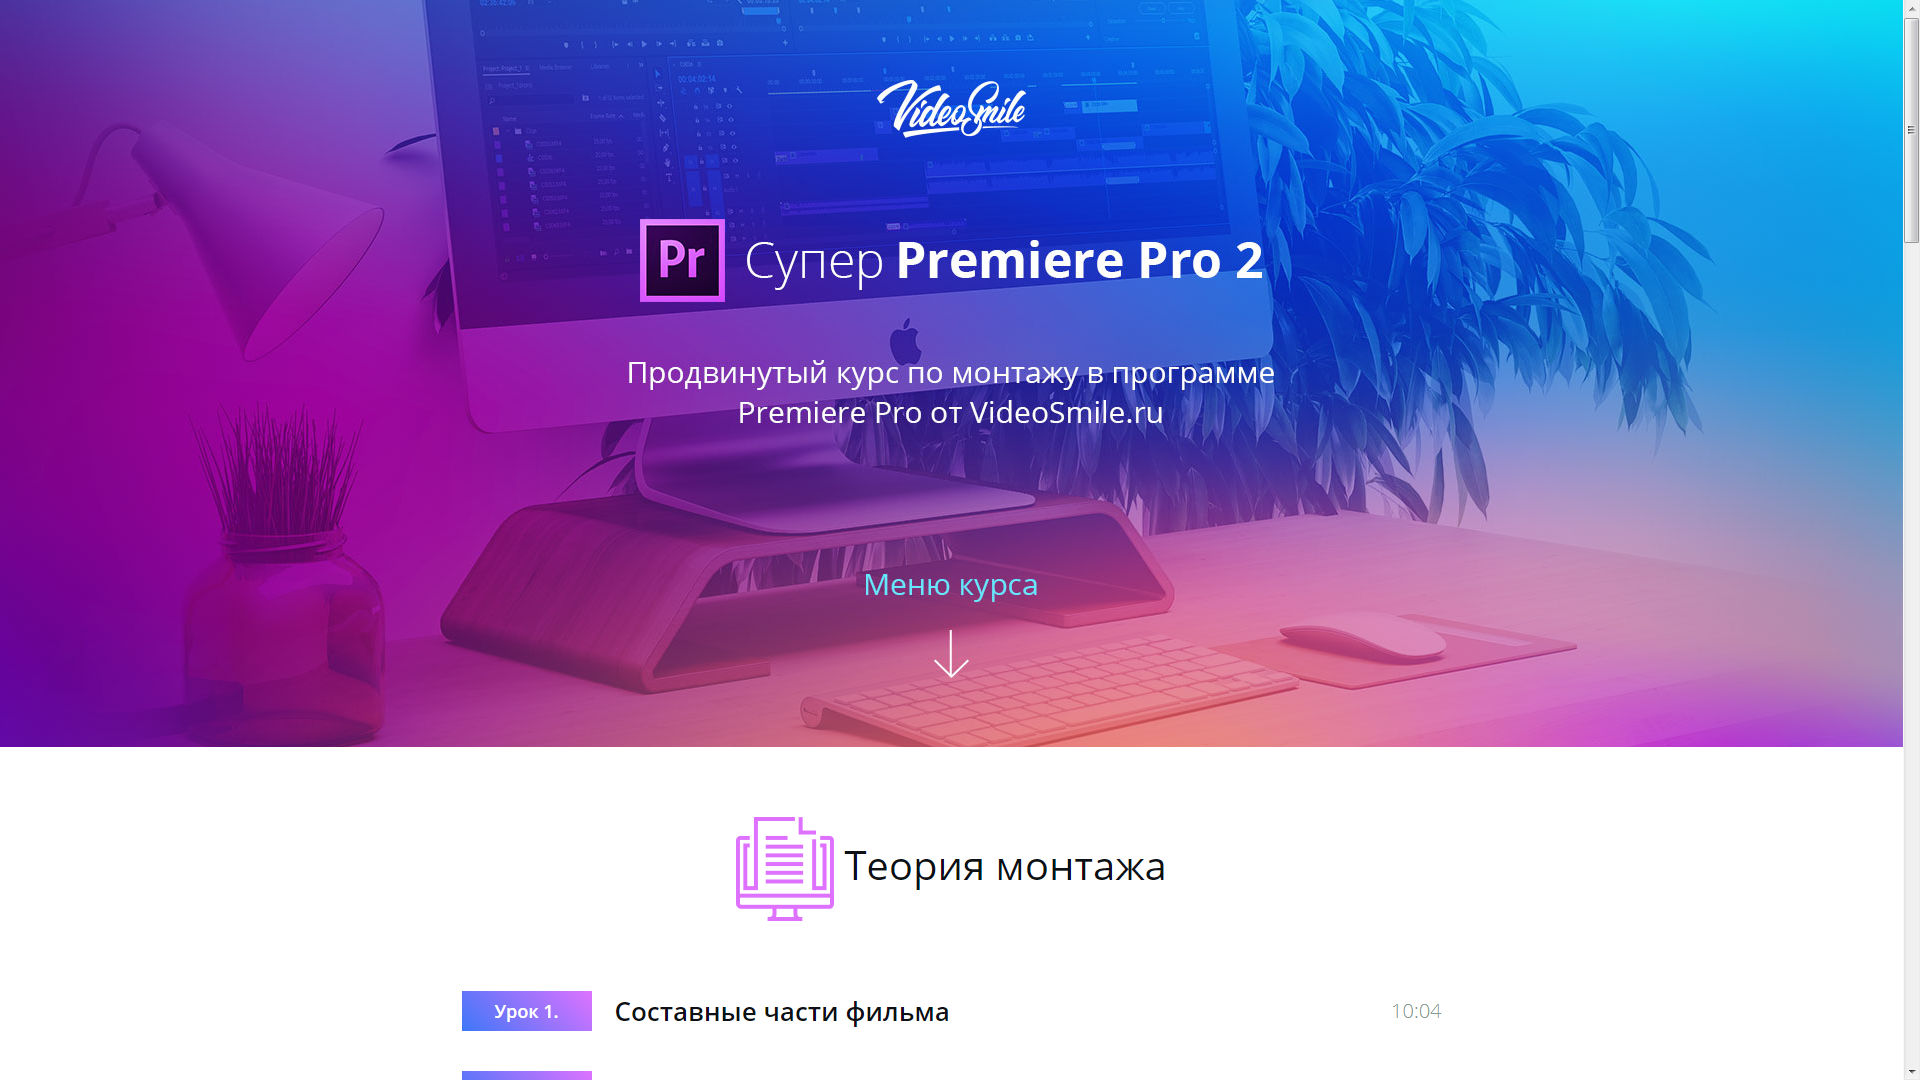 VideoSmile
Pr
Супер Premiere Pro 2
Продвинутый курс по монтажу в программе
Premiere Pro от VideoSmile.ru
Меню курса
Теория монтажа
Урок 1.
Составные части фильма
10:04